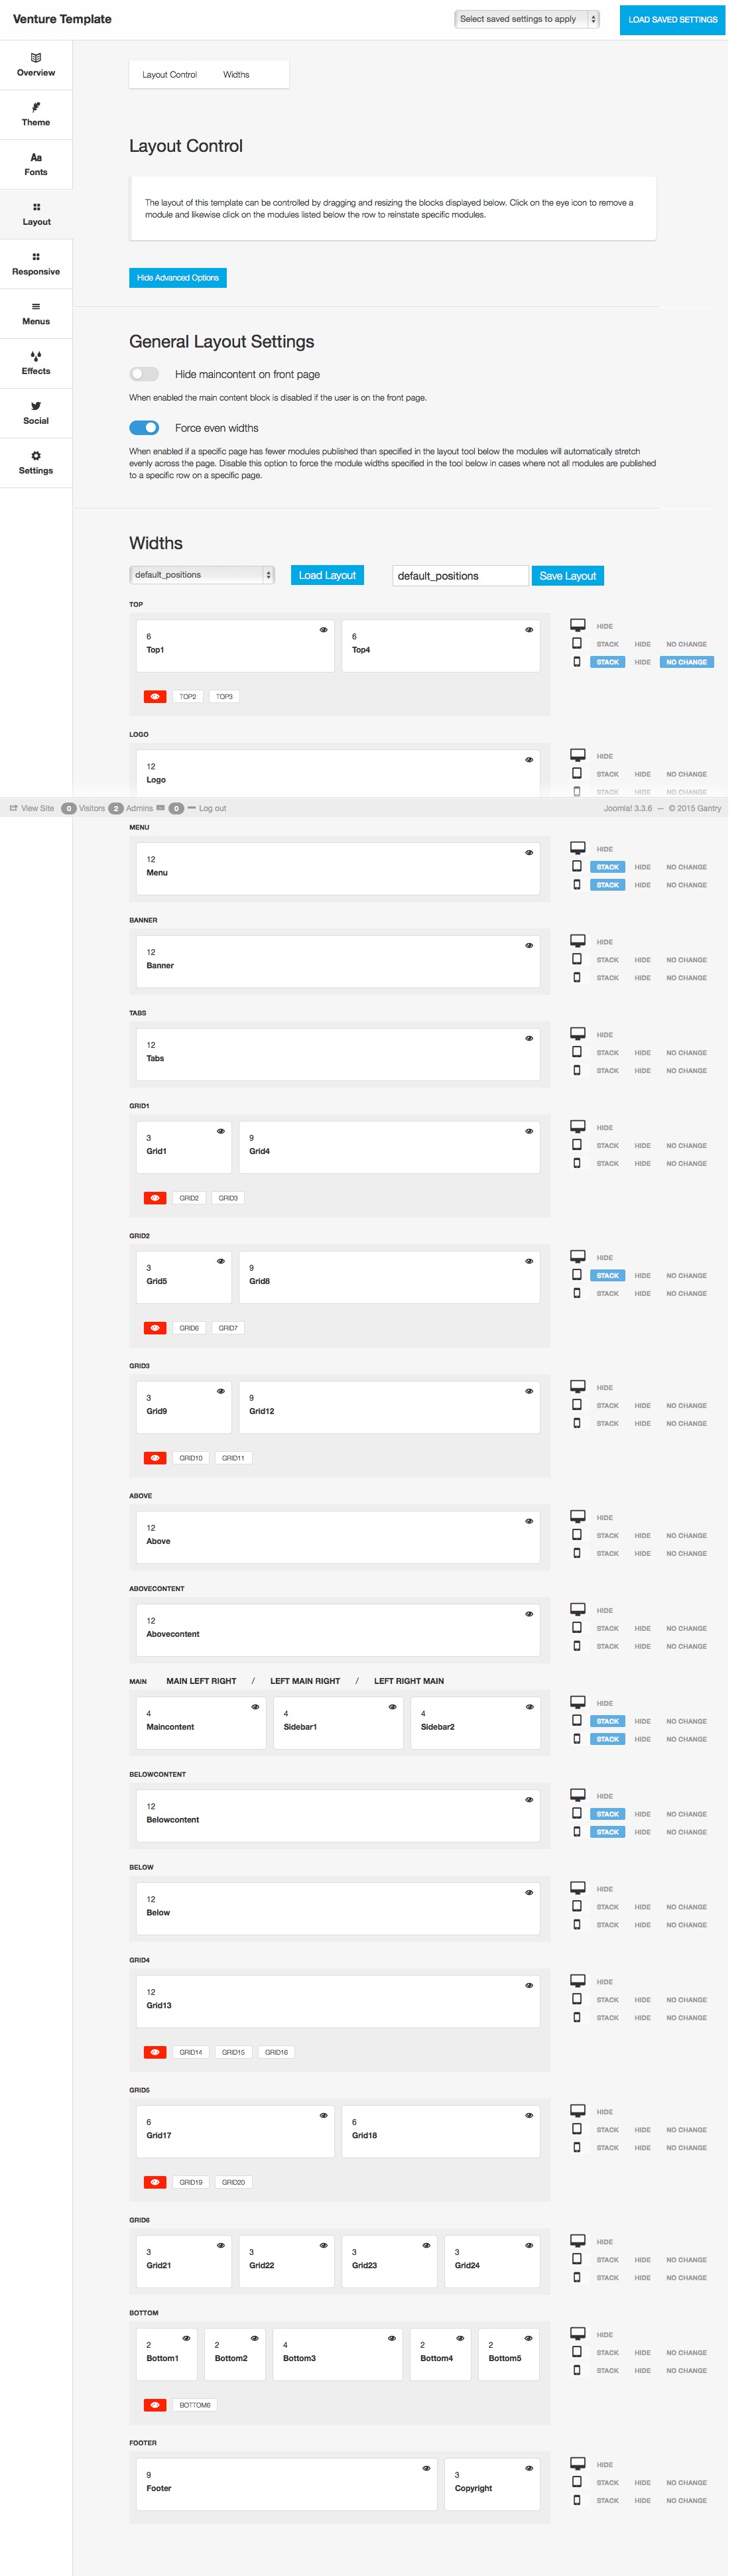 Venture Template
Select saved settings to apply
LOAD SAVED SETTINGS
Overview
Theme
Aa
Fonts
Layout
Responsive
Menus
Effects
Social
Settings
Layout Control Widths
Layout Control
The layout of this template can be controlled by dragging and resizing the blocks displayed below. Click on the eye icon to remove a
module and likewise click on the modules listed below the row to reinstate specific modules.
Hide Advanced Options
General Layout Settings
Hide maincontent on front page
When enabled the main content block is disabled if the user is on the front page.
Force even widths
When enabled if a specific page has fewer modules published than specified in the layout tool below the modules will automatically stretch
evenly across the page. Disable this option to force the module widths specified in the tool below in cases where not all modules are published
to a specific row on a specific page.
Widths
default_positions Load Layout default_positions Save Layout
TOP
6 6
Top1 Top4
TOP2 TOP3
HIDE
STACK HIDE NO CHANGE
STACK HIDE NO CHANGE
LOGO
12
Logo
HIDE
STACK HIDE NO CHANGE
STACK HIDE NO CHANGE
View Site 0 Visitors 2 Admins 0 Log out Joomla! 3.3.6 — © 2015 Gantry
MENU
12
Menu
HIDE
STACK HIDE NO CHANGE
STACK HIDE NO CHANGE
BANNER
12
Banner
HIDE
STACK HIDE NO CHANGE
STACK HIDE NO CHANGE
TABS
12
Tabs
HIDE
STACK HIDE NO CHANGE
STACK HIDE NO CHANGE
GRID1
3 9
Grid1 Grid4
GRID2 GRID3
HIDE
STACK HIDE NO CHANGE
STACK HIDE NO CHANGE
GRID2
3 9
Grid5 Grid8
GRID6 GRID7
HIDE
STACK HIDE NO CHANGE
STACK HIDE NO CHANGE
GRID3
3 9
Grid9 Grid12
GRID10 GRID11
HIDE
STACK HIDE NO CHANGE
STACK HIDE NO CHANGE
ABOVE
12
Above
HIDE
STACK HIDE NO CHANGE
STACK HIDE NO CHANGE
ABOVECONTENT
12
Abovecontent
HIDE
STACK HIDE NO CHANGE
STACK HIDE NO CHANGE
MAIN MAIN LEFT RIGHT / LEFT MAIN RIGHT / LEFT RIGHT MAIN
4 4 4
Maincontent Sidebar1 Sidebar2
HIDE
STACK HIDE NO CHANGE
STACK HIDE NO CHANGE
BELOWCONTENT
12
Belowcontent
HIDE
STACK HIDE NO CHANGE
STACK HIDE NO CHANGE
BELOW
12
Below
HIDE
STACK HIDE NO CHANGE
STACK HIDE NO CHANGE
GRID4
12
Grid13
GRID14 GRID15 GRID16
HIDE
STACK HIDE NO CHANGE
STACK HIDE NO CHANGE
GRID5
6 6
Grid17 Grid18
GRID19 GRID20
HIDE
STACK HIDE NO CHANGE
STACK HIDE NO CHANGE
GRID6
3 3 3 3
Grid21 Grid22 Grid23 Grid24
HIDE
STACK HIDE NO CHANGE
STACK HIDE NO CHANGE
BOTTOM
2 2 4 2 2
Bottom1 Bottom2 Bottom3 Bottom4 Bottom5
BOTTOM6
HIDE
STACK HIDE NO CHANGE
STACK HIDE NO CHANGE
FOOTER
9 3
Footer Copyright
HIDE
STACK HIDE NO CHANGE
STACK HIDE NO CHANGE